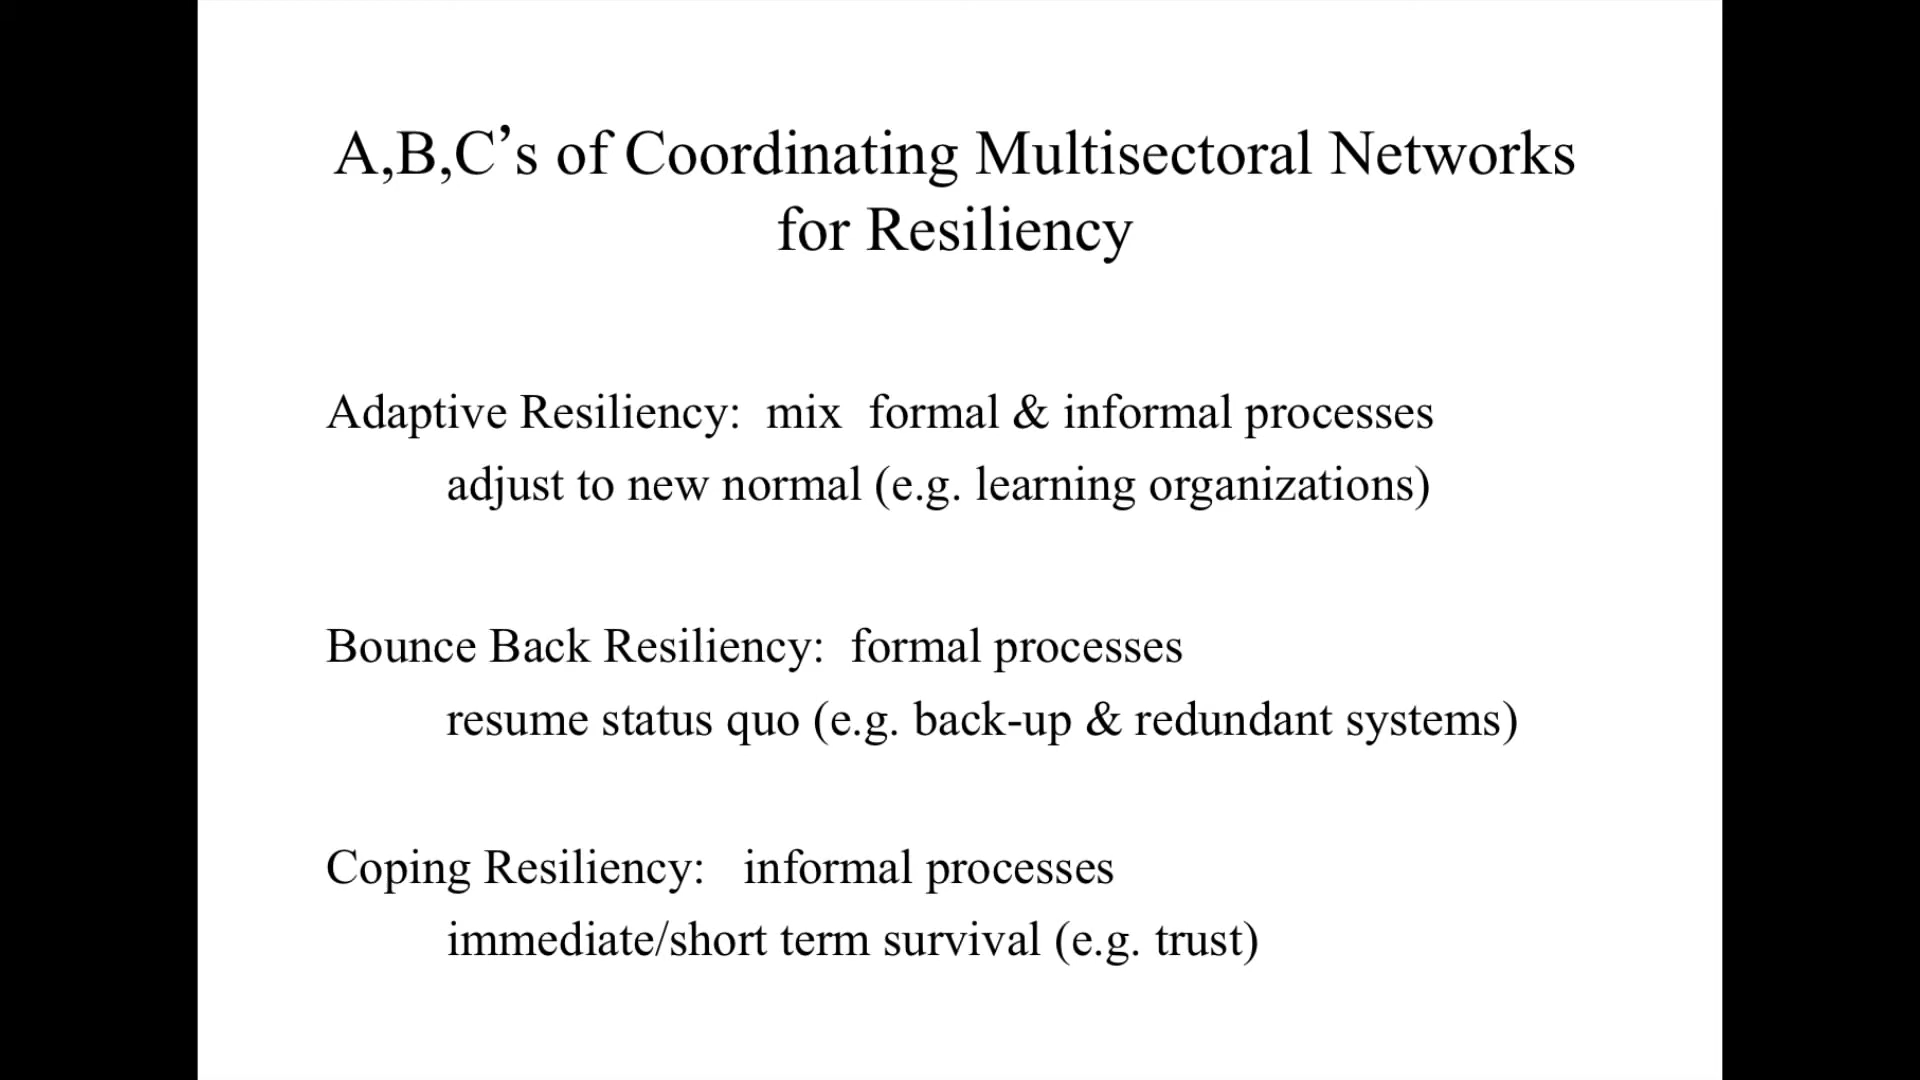 A,B,C’s of Coordinating Multisectoral Networks
for Resiliency
Adaptive Resiliency: mix formal & informal processes
adjust to new normal (e.g. learning organizations)
Bounce Back Resiliency: formal processes
resume status quo (e.g. back-up & redundant systems)
Coping Resiliency: informal processes
immediate/short term survival (e.g. trust)